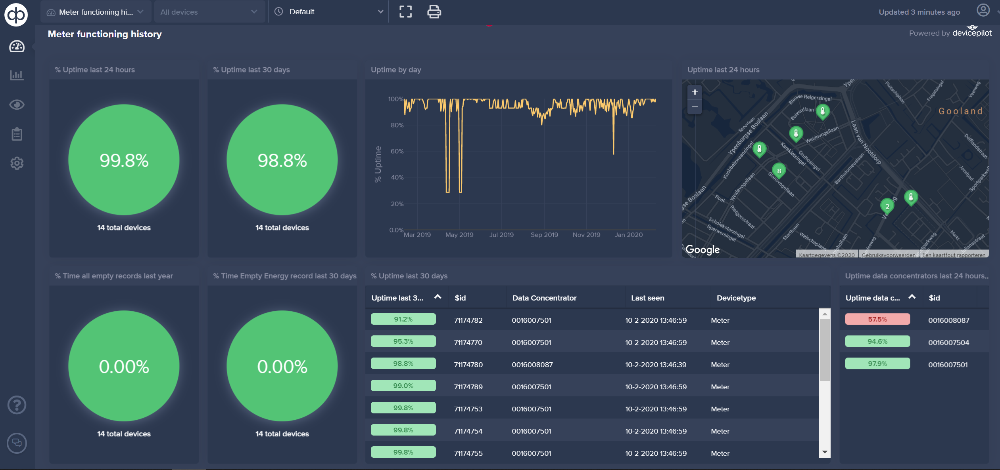 Meter functioning hi...
All devices
Default
Updated 3 minutes ago
Meter functioning history
Powered by devicepilot
% Uptime last 24 hours
99.8%
14 total devices
% Uptime last 30 days
98.8%
14 total devices
Uptime by day
% Uptime
100%
80%
60%
40%
20%
0.0%
Mar 2019
May 2019
Jul 2019
Sep 2019
Nov 2019
Jan 2020
Uptime last 24 hours
+
−
Blauwe Reigersingel
Buizerdlaan
Spoorlaan
Ypenburgse Boslaan
Weidevogellaan
Karekietsingel
Gruttosingel
Knobbelzwaansingel
Laan van Nootdorp
Bartholomeuslaan
8
Glansvogellaan
Weidevogellaan
Roek
Rietgorsstraat
Scholekstersingel
Sperwersingel
Startbaan
Welschaplaan
Fluitschiplaan
Fregatsingel
Veenweg
Gooland
Delflandstraat
Jozefpad
Sportparkweg
2
Markt
Julianastraat
Google
Kaartgegevens ©2020
Gebruiksvoorwaarden
Een kaartfout rapporteren
% Time all empty records last year
0.00%
14 total devices
% Time Empty Energy record last 30 days
0.00%
14 total devices
% Uptime last 30 days
Uptime last 3... $id Data Concentrator Last seen Devicetype
91.2% 71174782 0016007501 10-2-2020 13:46:59 Meter
95.3% 71174770 0016007501 10-2-2020 13:46:59 Meter
98.8% 71174780 0016008087 10-2-2020 13:46:39 Meter
99.0% 71174789 0016007501 10-2-2020 13:46:59 Meter
99.8% 71174753 0016007501 10-2-2020 13:46:59 Meter
99.8% 71174754 0016007501 10-2-2020 13:46:59 Meter
99.8% 71174755 0016007501 10-2-2020 13:46:59 Meter
Uptime data concentrators last 24 hours..
Uptime data c... $id
57.5% 0016008087
94.6% 0016007504
97.9% 0016007501